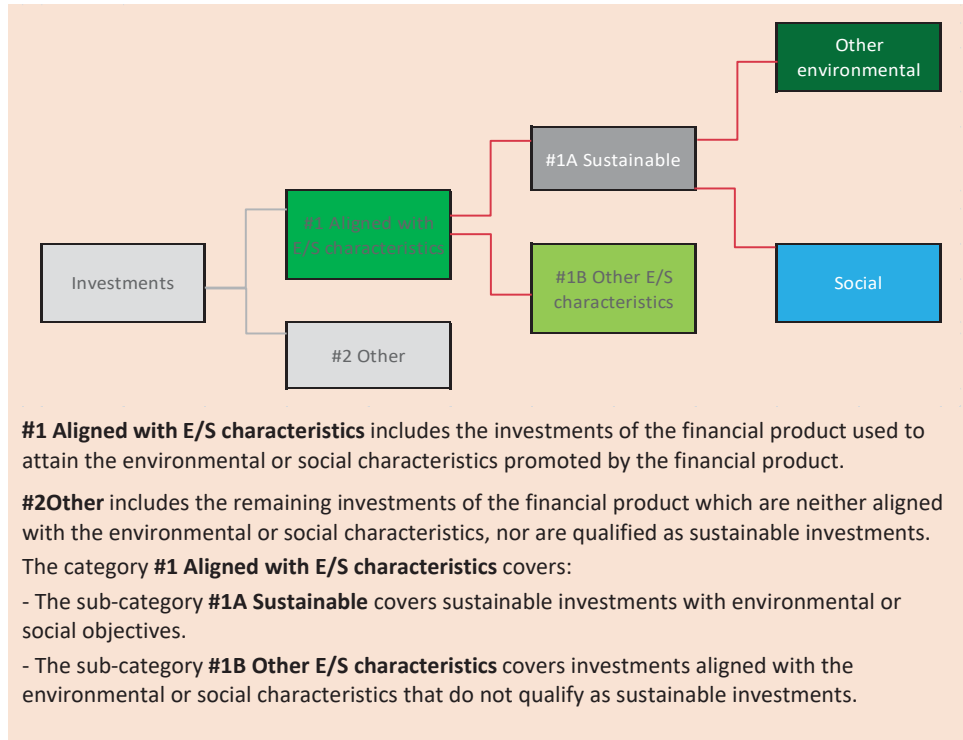 Other
environmental
#1A Sustainable
#1 Aligned with
E/S characteristics
Investments
#1B Other E/S
characteristics
Social
#2 Other
#1 Aligned with E/S characteristics includes the investments of the financial product used to
attain the environmental or social characteristics promoted by the financial product.
#2Other includes the remaining investments of the financial product which are neither aligned
with the environmental or social characteristics, nor are qualified as sustainable investments.
The category #1 Aligned with E/S characteristics covers:
- The sub-category #1A Sustainable covers sustainable investments with environmental or
social objectives.
- The sub-category #1B Other E/S characteristics covers investments aligned with the
environmental or social characteristics that do not qualify as sustainable investments.